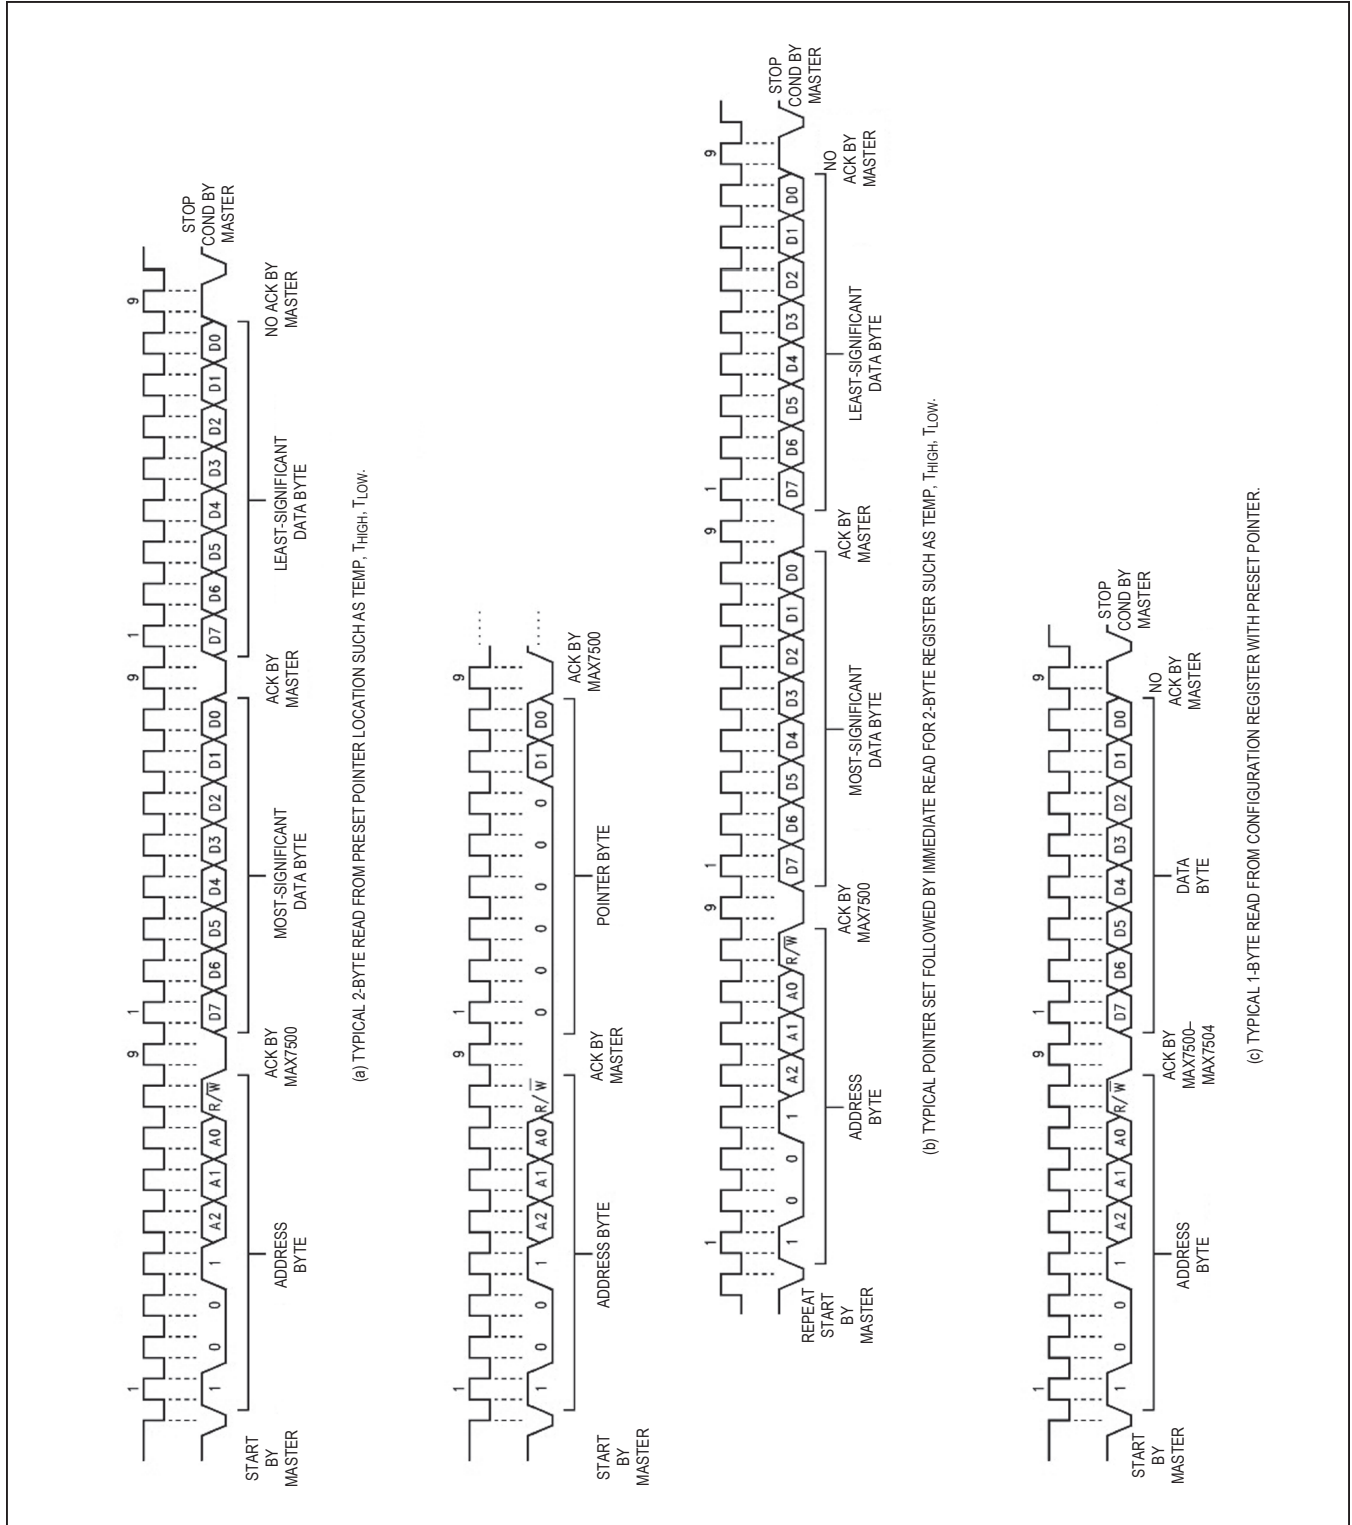 1 9 1 9 1 9
1 0 0 1 A2 A1 A0 R/W̅ D7 D6 D5 D4 D3 D2 D1 D0 D7 D6 D5 D4 D3 D2 D1 D0
START
BY
MASTER
ADDRESS
BYTE
ACK BY
MAX7500
MOST-SIGNIFICANT
DATA BYTE
ACK BY
MASTER
LEAST-SIGNIFICANT
DATA BYTE
NO ACK BY
MASTER
STOP
COND BY
MASTER
(a) TYPICAL 2-BYTE READ FROM PRESET POINTER LOCATION SUCH AS TEMP, THIGH, TLOW.
1 9 1 9
1 0 0 1 A2 A1 A0 R/W̅ 0 0 0 0 0 0 D1 D0
START
BY
MASTER
ADDRESS BYTE
ACK BY
MASTER
POINTER BYTE
ACK BY
MAX7500
1 9 1 9 1 9
1 0 0 1 A2 A1 A0 R/W̅ D7 D6 D5 D4 D3 D2 D1 D0 D7 D6 D5 D4 D3 D2 D1 D0
REPEAT
START
BY
MASTER
ADDRESS
BYTE
ACK BY
MAX7500
MOST-SIGNIFICANT
DATA BYTE
ACK BY
MASTER
LEAST-SIGNIFICANT
DATA BYTE
NO
ACK BY
MASTER
STOP
COND BY
MASTER
(b) TYPICAL POINTER SET FOLLOWED BY IMMEDIATE READ FOR 2-BYTE REGISTER SUCH AS TEMP, THIGH, TLOW.
1 9 1 9
1 0 0 1 A2 A1 A0 R/W̅ D7 D6 D5 D4 D3 D2 D1 D0
START
BY
MASTER
ADDRESS
BYTE
ACK BY
MAX7500–
MAX7504
DATA
BYTE
NO
ACK BY
MASTER
STOP
COND BY
MASTER
(c) TYPICAL 1-BYTE READ FROM CONFIGURATION REGISTER WITH PRESET POINTER.